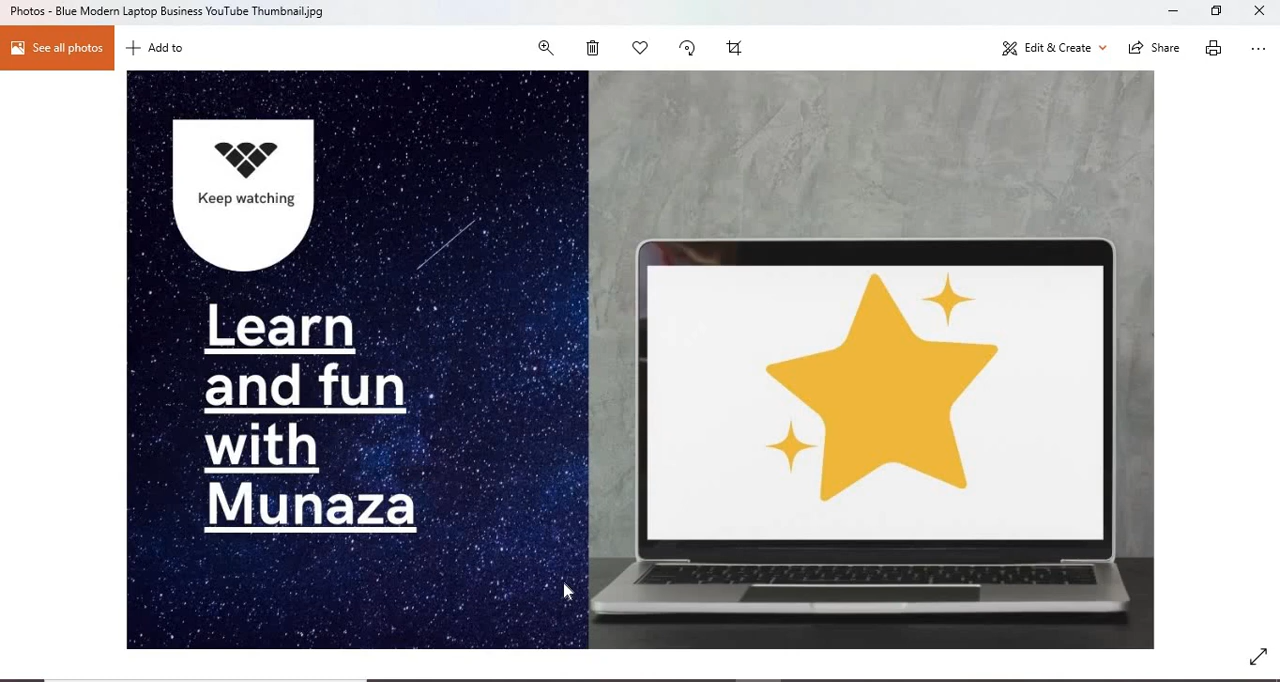 Photos - Blue Modern Laptop Business YouTube Thumbnail.jpg
See all photos
Add to
Edit & Create
Share
Keep watching
Learn
and fun
with
Munaza